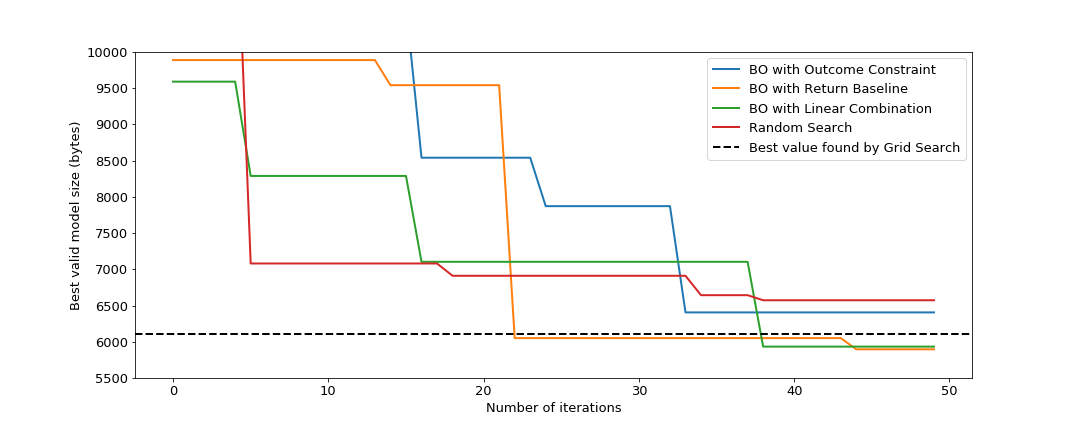 10000
9500
9000
8500
8000
7500
7000
6500
6000
5500
Best valid model size (bytes)
BO with Outcome Constraint
BO with Return Baseline
BO with Linear Combination
Random Search
Best value found by Grid Search
0 10 20 30 40 50
Number of iterations